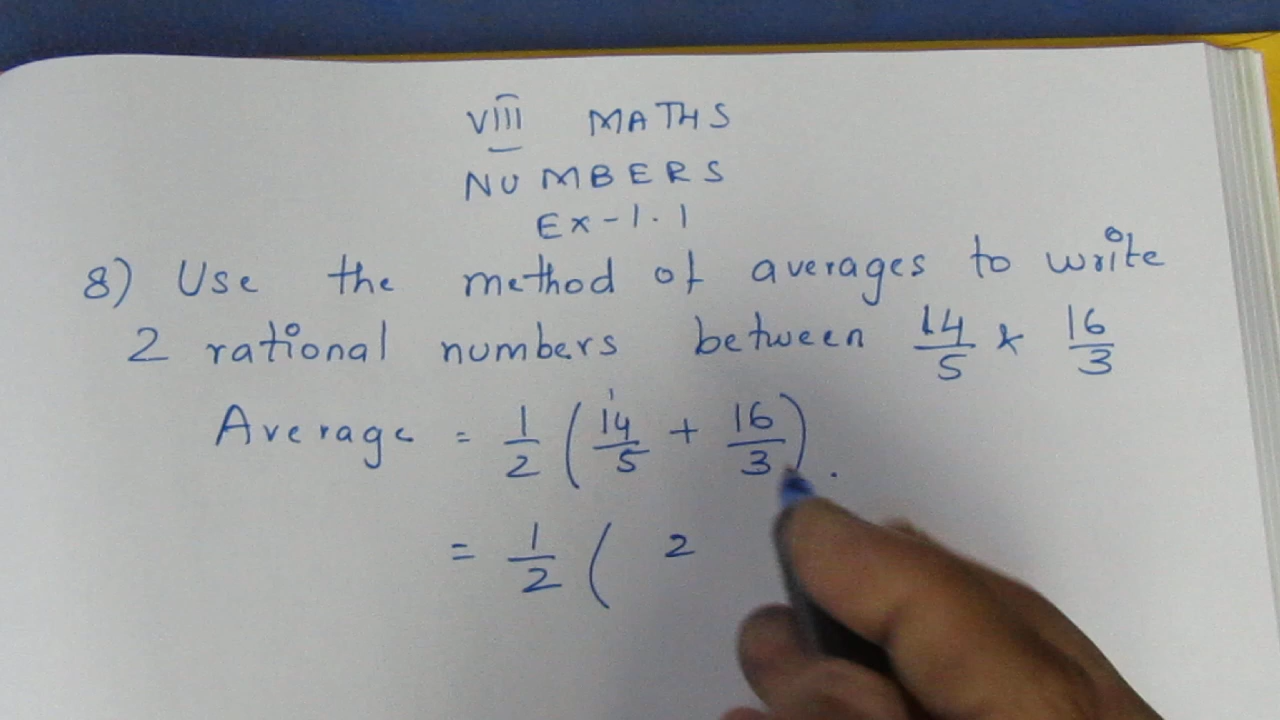 VIII MATHS
NUMBERS
Ex-1.1
8) Use the method of averages to write
2 rational numbers between 14/5 & 16/3
Average = 1/2 (14/5 + 16/3).
= 1/2 ( 2